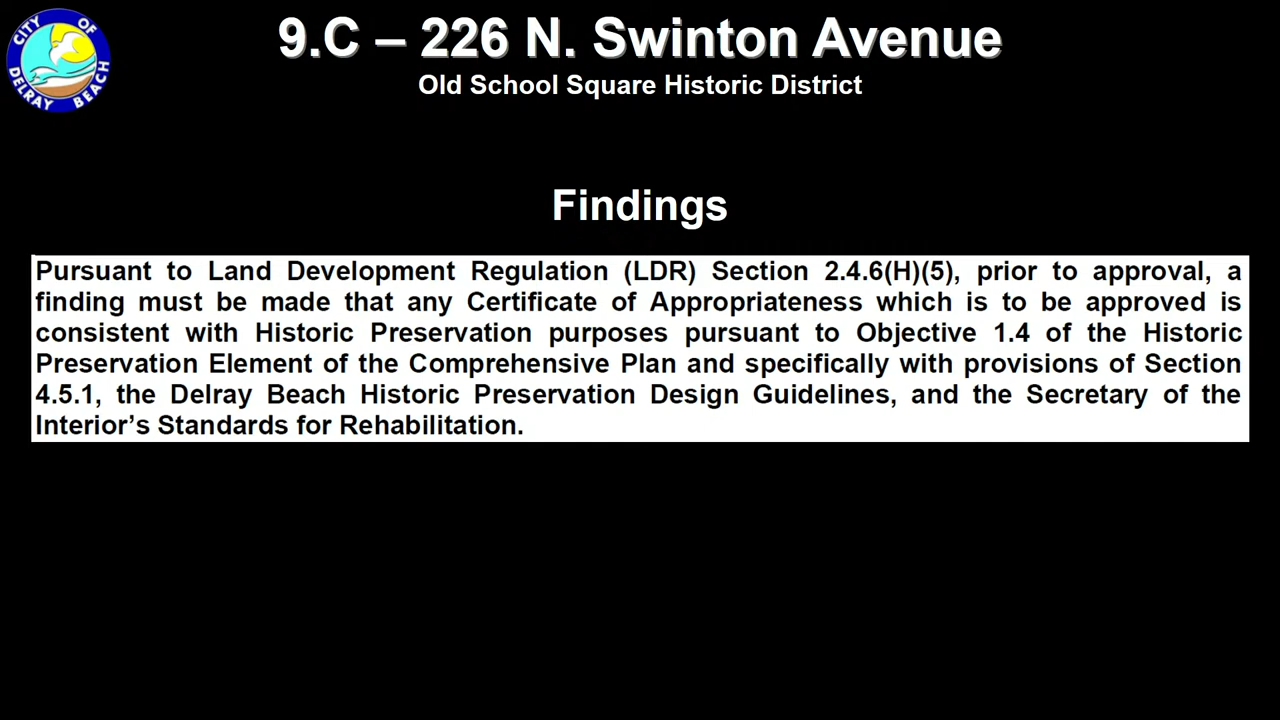 CITY OF
DELRAY BEACH
9.C – 226 N. Swinton Avenue
Old School Square Historic District
Findings
Pursuant to Land Development Regulation (LDR) Section 2.4.6(H)(5), prior to approval, a
finding must be made that any Certificate of Appropriateness which is to be approved is
consistent with Historic Preservation purposes pursuant to Objective 1.4 of the Historic
Preservation Element of the Comprehensive Plan and specifically with provisions of Section
4.5.1, the Delray Beach Historic Preservation Design Guidelines, and the Secretary of the
Interior’s Standards for Rehabilitation.